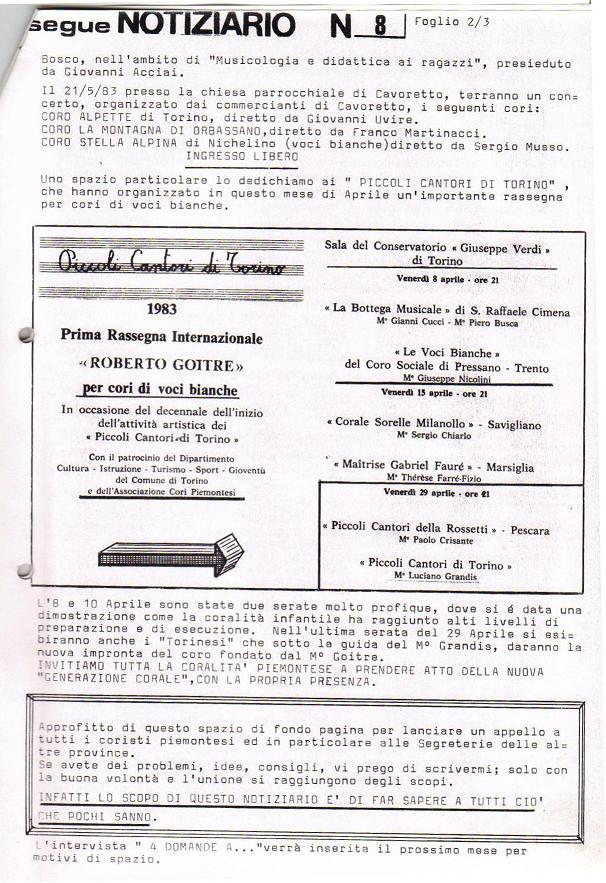 segue NOTIZIARIO N 8 Foglio 2/3
Bosco, nell'ambito di "Musicologia e didattica ai ragazzi", presieduto
da Giovanni Acciai.
Il 21/5/83 presso la chiesa parrocchiale di Cavoretto, terranno un con=
certo, organizzato dai commercianti di Cavoretto, i seguenti cori:
CORO ALPETTE di Torino, diretto da Giovanni Uvire.
CORO LA MONTAGNA DI ORBASSANO,diretto da Franco Martinacci.
CORO STELLA ALPINA di Nichelino (voci bianche)diretto da Sergio Musso.
INGRESSO LIBERO
Uno spazio particolare lo dedichiamo ai " PICCOLI CANTORI DI TORINO" ,
che hanno organizzato in questo mese di Aprile un'importante rassegna
per cori di voci bianche.
Piccoli Cantori di Torino
1983
Prima Rassegna Internazionale
«ROBERTO GOITRE»
per cori di voci bianche
In occasione del decennale dell'inizio
dell'attività artistica dei
« Piccoli Cantori di Torino »
Con il patrocinio del Dipartimento
Cultura - Istruzione - Turismo - Sport - Gioventù
del Comune di Torino
e dell'Associazione Cori Piemontesi
Sala del Conservatorio « Giuseppe Verdi »
di Torino
Venerdì 8 aprile - ore 21
« La Bottega Musicale » di S. Raffaele Cimena
Mº Gianni Cucci - Mº Piero Busca
« Le Voci Bianche »
del Coro Sociale di Pressano - Trento
Mº Giuseppe Nicolini
Venerdì 15 aprile - ore 21
« Corale Sorelle Milanollo » - Savigliano
Mº Sergio Chiarlo
« Maîtrise Gabriel Fauré » - Marsiglia
Mº Thérèse Farré-Fizio
Venerdì 29 aprile - ore 21
« Piccoli Cantori della Rossetti » - Pescara
Mº Paolo Crisante
« Piccoli Cantori di Torino »
Mº Luciano Grandis
L'8 e 10 Aprile sono state due serate molto profique, dove si é data una
dimostrazione come la coralità infantile ha raggiunto alti livelli di
preparazione e di esecuzione. Nell'ultima serata del 29 Aprile si esi=
biranno anche i "Torinesi" che sotto la guida del Mº Grandis, daranno la
nuova impronta del coro fondato dal Mº Goitre.
INVITIAMO TUTTA LA CORALITA' PIEMONTESE A PRENDERE ATTO DELLA NUOVA
"GENERAZIONE CORALE",CON LA PROPRIA PRESENZA.
Approfitto di questo spazio di fondo pagina per lanciare un appello a
tutti i coristi piemontesi ed in particolare alle Segreterie delle al=
tre province.
Se avete dei problemi, idee, consigli, vi prego di scrivermi; solo con
la buona volontà e l'unione si raggiungono degli scopi.
INFATTI LO SCOPO DI QUESTO NOTIZIARIO E' DI FAR SAPERE A TUTTI CIO'
CHE POCHI SANNO.
L'intervista " 4 DOMANDE A..."verrà inserita il prossimo mese per
motivi di spazio.